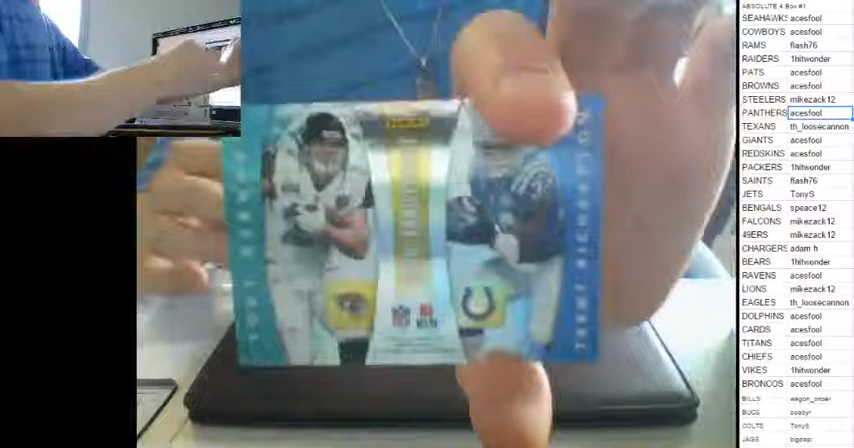 ABSOLUTE 4 Box #1
SEAHAWKS acesfool
COWBOYS acesfool
RAMS flash76
RAIDERS 1hitwonder
PATS acesfool
BROWNS acesfool
STEELERS mikezack12
PANTHERS acesfool
TEXANS th_loosecannon
GIANTS acesfool
REDSKINS acesfool
PACKERS 1hitwonder
SAINTS flash76
JETS TonyS
BENGALS speace12
FALCONS mikezack12
49ERS mikezack12
CHARGERS adam h
BEARS 1hitwonder
RAVENS acesfool
LIONS mikezack12
EAGLES th_loosecannon
DOLPHINS acesfool
CARDS acesfool
TITANS acesfool
CHIEFS acesfool
VIKES 1hitwonder
BRONCOS acesfool
BILLS
BUCS
COLTS TonyS
JAGS
TRENT RICHARDSON